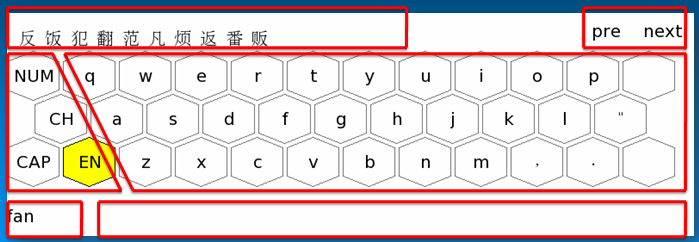 反 饭 犯 翻 范 凡 烦 返 番 贩 pre next
NUM q w e r t y u i o p
CH a s d f g h j k l "
CAP EN z x c v b n m , .
fan